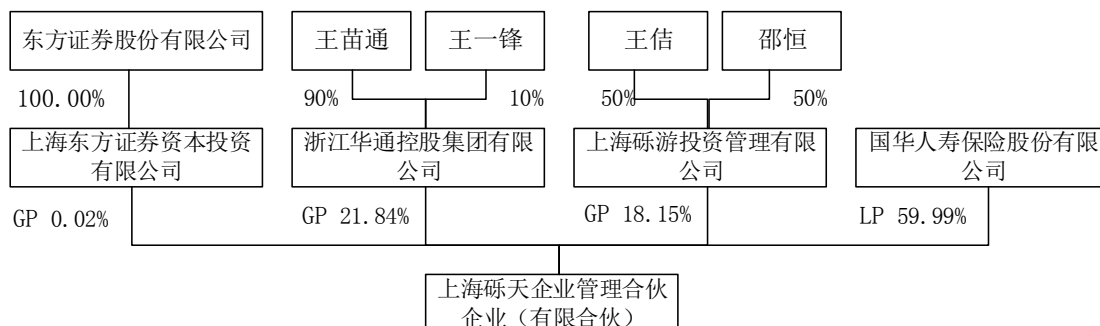 东方证券股份有限公司
王苗通
王一锋
王佶
邵恒
100.00%
90%
10%
50%
50%
上海东方证券资本投资
有限公司
浙江华通控股集团有限
公司
上海砾游投资管理有限
公司
国华人寿保险股份有限
公司
GP 0.02%
GP 21.84%
GP 18.15%
LP 59.99%
上海砾天企业管理合伙
企业（有限合伙）